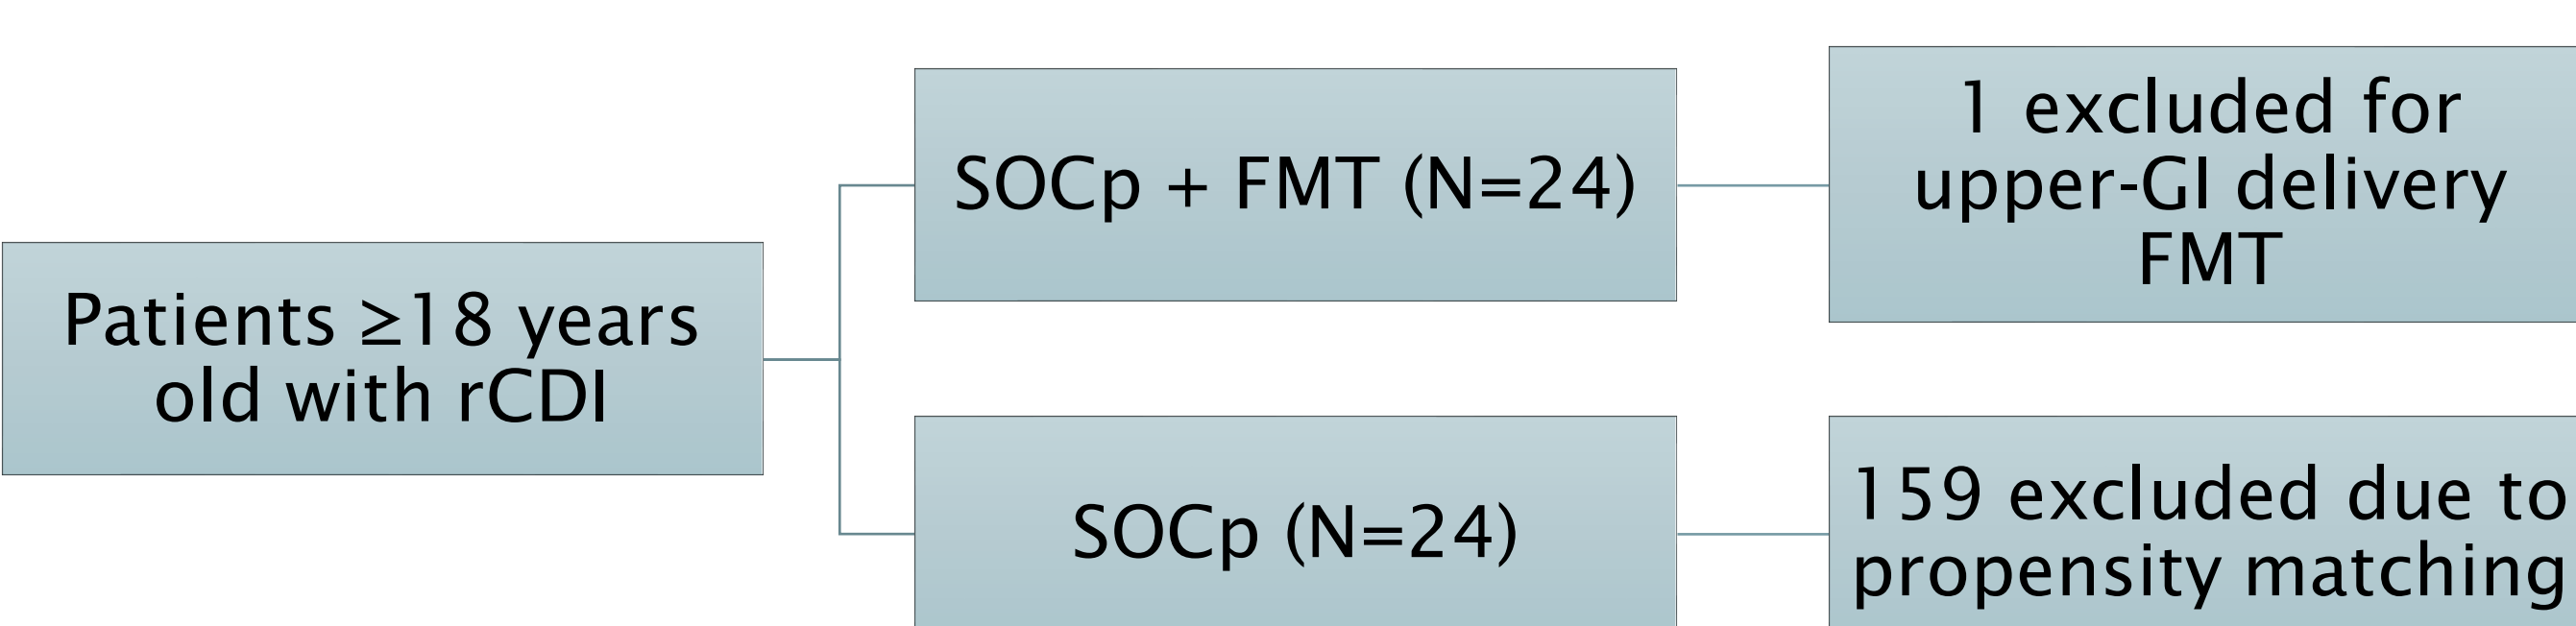 Patients ≥18 years
old with rCDI
SOCp + FMT (N=24)
1 excluded for
upper-GI delivery
FMT
SOCp (N=24)
159 excluded due to
propensity matching